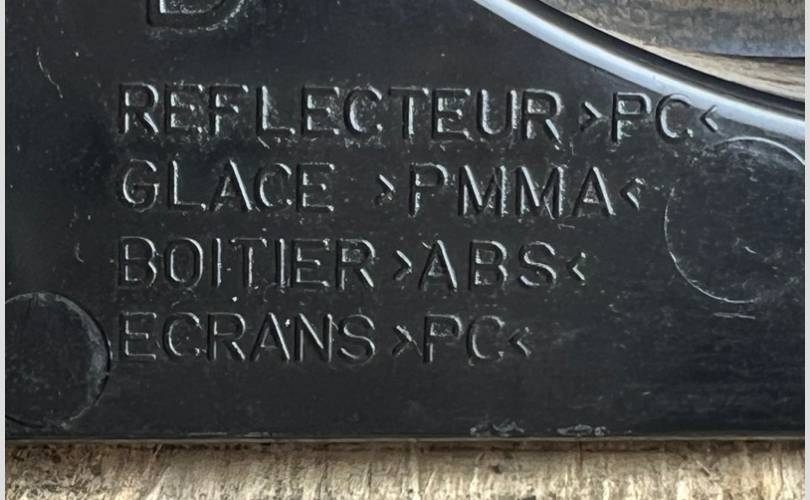 D
REFLECTEUR >PC<
GLACE >PMMA<
BOITIER >ABS<
ECRANS >PC<